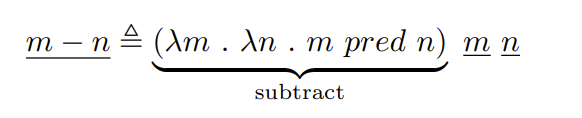 m − n ≜ (λm . λn . m pred n) m n
subtract